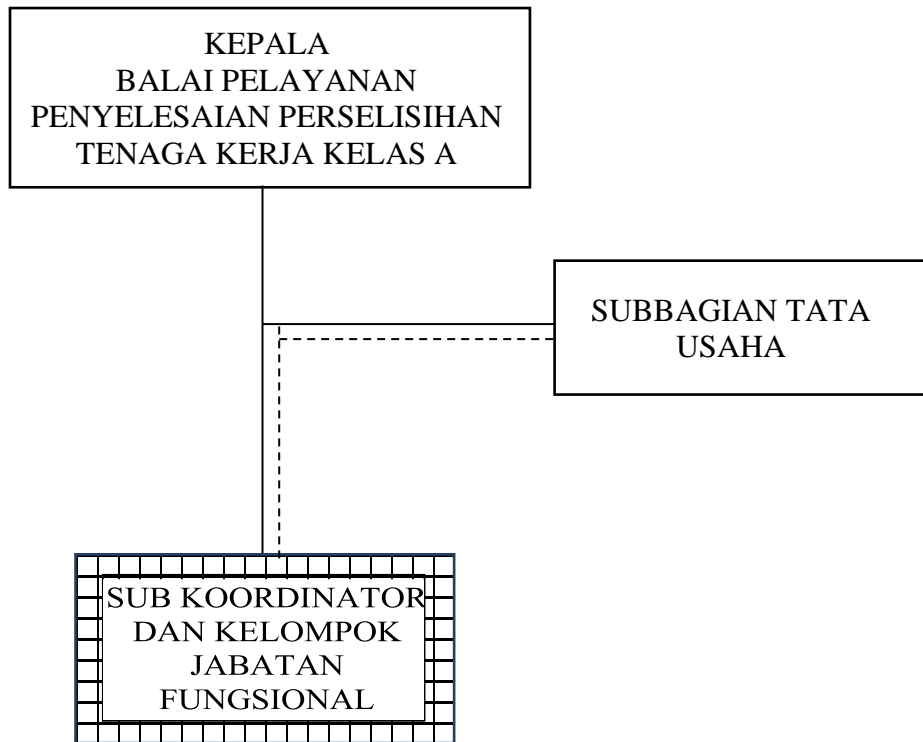 KEPALA
BALAI PELAYANAN
PENYELESAIAN PERSELISIHAN
TENAGA KERJA KELAS A
SUBBAGIAN TATA
USAHA
SUB KOORDINATOR
DAN KELOMPOK
JABATAN
FUNGSIONAL